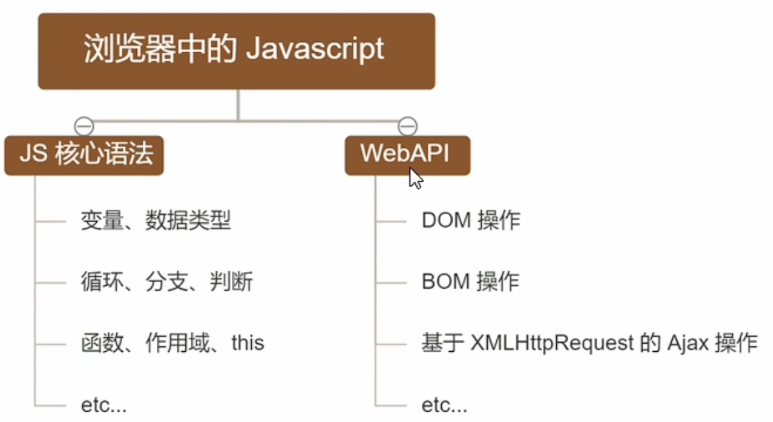 浏览器中的 Javascript
JS 核心语法
变量、数据类型
循环、分支、判断
函数、作用域、this
etc...
WebAPI
DOM 操作
BOM 操作
基于 XMLHttpRequest 的 Ajax 操作
etc...